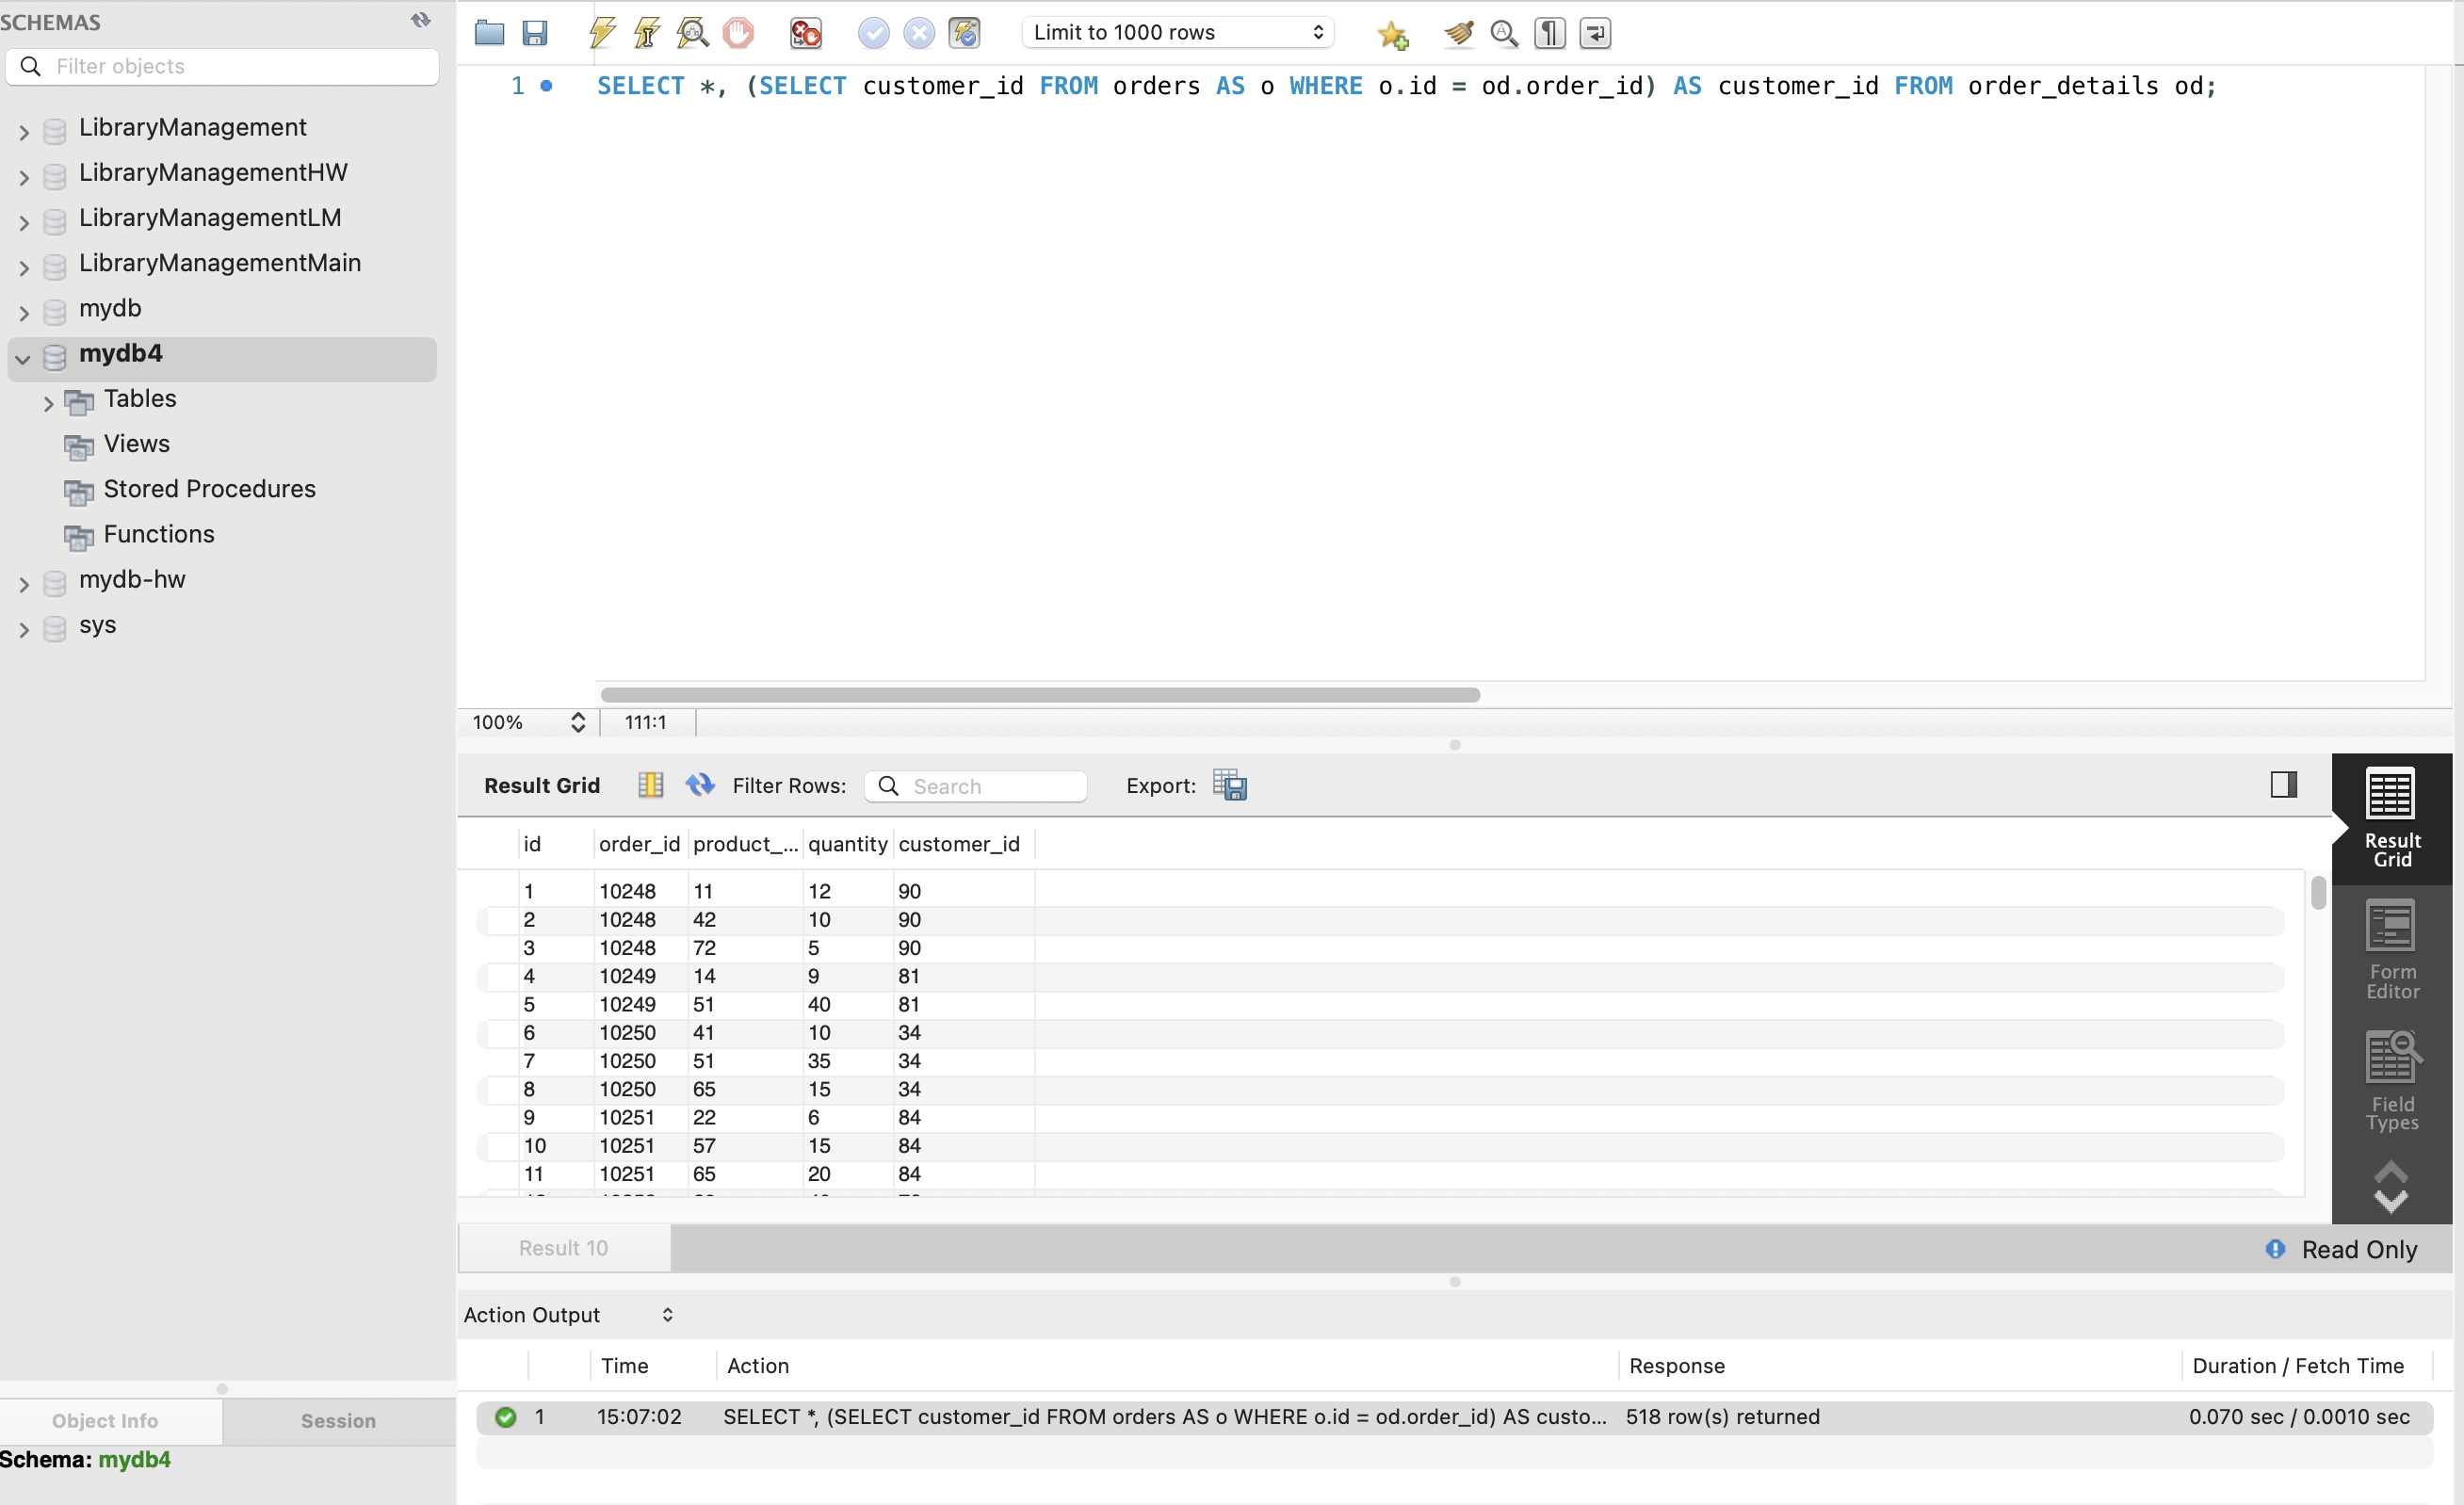 SCHEMAS
Filter objects
LibraryManagement
LibraryManagementHW
LibraryManagementLM
LibraryManagementMain
mydb
mydb4
Tables
Views
Stored Procedures
Functions
mydb-hw
sys
Object Info Session
Schema: mydb4
Limit to 1000 rows
1 SELECT *, (SELECT customer_id FROM orders AS o WHERE o.id = od.order_id) AS customer_id FROM order_details od;
100% 111:1
Result Grid Filter Rows: Search Export:
id order_id product_... quantity customer_id
1 10248 11 12 90
2 10248 42 10 90
3 10248 72 5 90
4 10249 14 9 81
5 10249 51 40 81
6 10250 41 10 34
7 10250 51 35 34
8 10250 65 15 34
9 10251 22 6 84
10 10251 57 15 84
11 10251 65 20 84
Result
Grid
Form
Editor
Field
Types
Result 10 Read Only
Action Output
Time Action Response Duration / Fetch Time
1 15:07:02 SELECT *, (SELECT customer_id FROM orders AS o WHERE o.id = od.order_id) AS custo... 518 row(s) returned 0.070 sec / 0.0010 sec